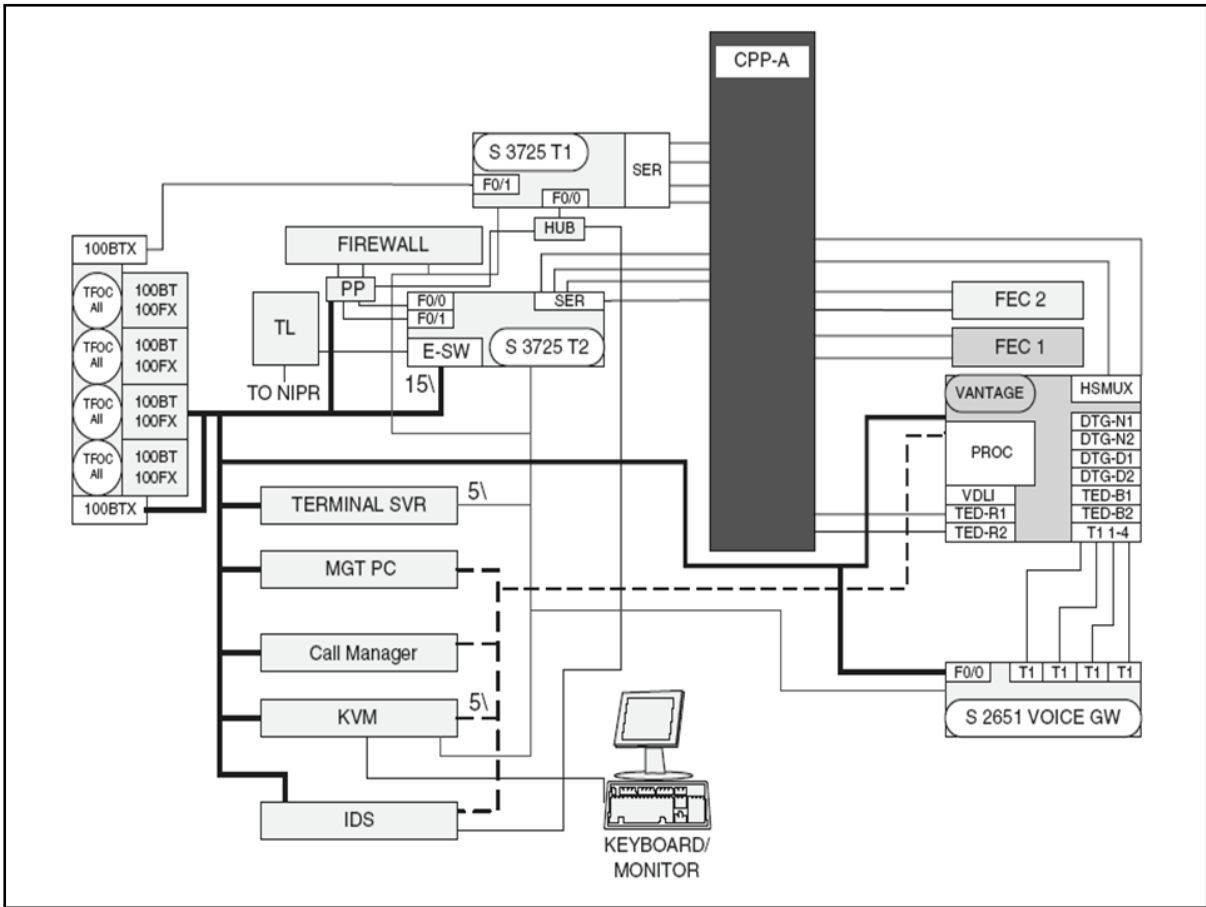 CPP-A
S 3725 T1
SER
F0/1
F0/0
HUB
100BTX
FIREWALL
PP
TFOC
All
100BT
100FX
TFOC
All
100BT
100FX
TFOC
All
100BT
100FX
TFOC
All
100BT
100FX
100BTX
TL
TO NIPR
F0/0
SER
F0/1
E-SW
S 3725 T2
15\
FEC 2
FEC 1
VANTAGE
HSMUX
PROC
DTG-N1
DTG-N2
DTG-D1
DTG-D2
VDLI
TED-B1
TED-R1
TED-B2
TED-R2
T1 1-4
TERMINAL SVR
5\
MGT PC
Call Manager
KVM
5\
IDS
KEYBOARD/
MONITOR
F0/0
T1
T1
T1
T1
S 2651 VOICE GW